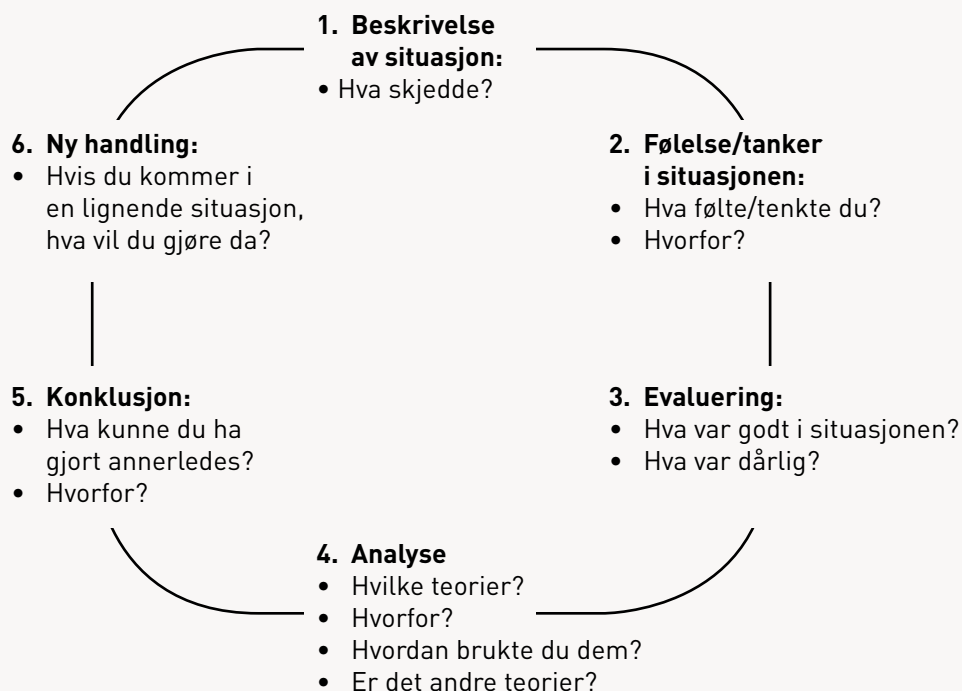 1. Beskrivelse
av situasjon:
• Hva skjedde?
2. Følelse/tanker
i situasjonen:
• Hva følte/tenkte du?
• Hvorfor?
3. Evaluering:
• Hva var godt i situasjonen?
• Hva var dårlig?
4. Analyse
• Hvilke teorier?
• Hvorfor?
• Hvordan brukte du dem?
• Er det andre teorier?
5. Konklusjon:
• Hva kunne du ha
gjort annerledes?
• Hvorfor?
6. Ny handling:
• Hvis du kommer i
en lignende situasjon,
hva vil du gjøre da?